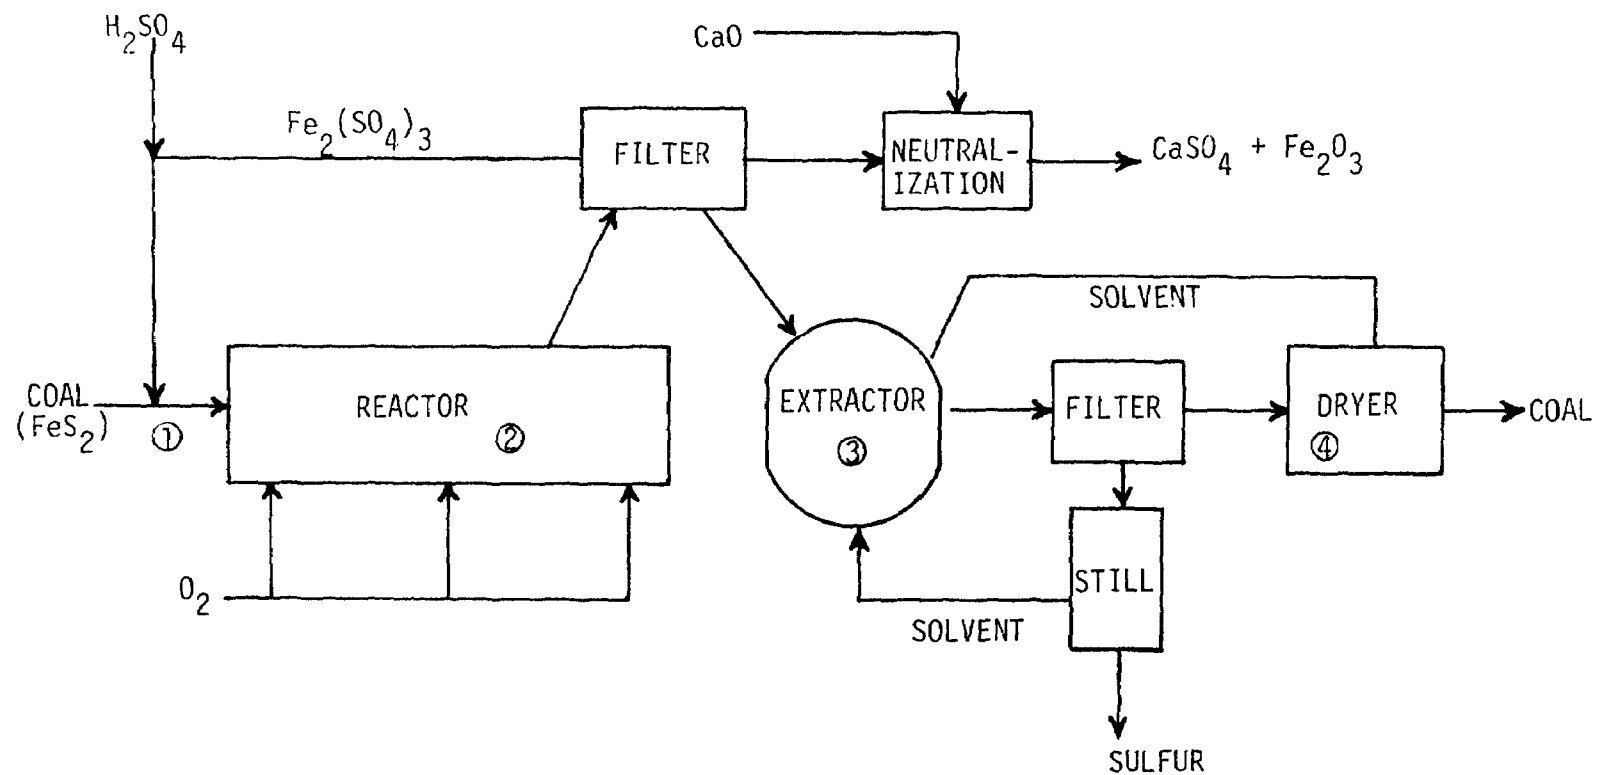 H₂SO₄
CaO
Fe₂(SO₄)₃
FILTER
NEUTRAL-
IZATION
CaSO₄ + Fe₂O₃
SOLVENT
COAL
(FeS₂)
①
REACTOR
②
EXTRACTOR
③
FILTER
DRYER
④
COAL
O₂
STILL
SOLVENT
SULFUR